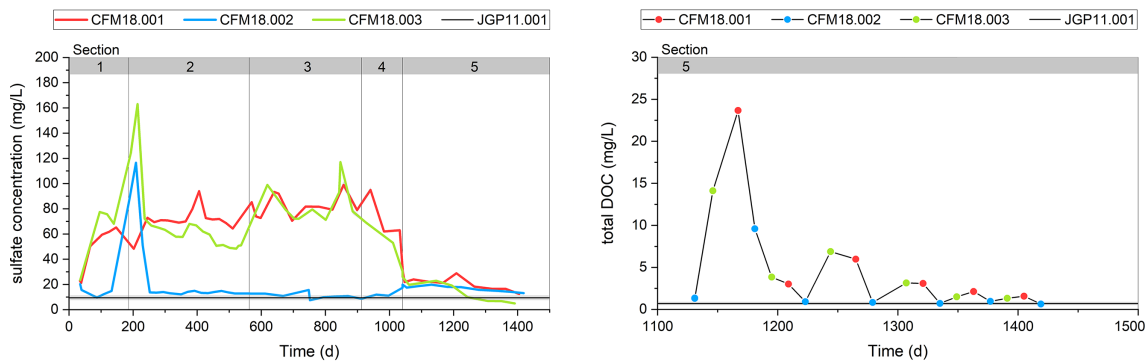 CFM18.001 CFM18.002 CFM18.003 JGP11.001
Section
1 2 3 4 5
200
180
160
140
120
100
80
60
40
20
0
sulfate concentration (mg/L)
0 200 400 600 800 1000 1200 1400
Time (d)
CFM18.001 CFM18.002 CFM18.003 JGP11.001
Section
5
30
25
20
15
10
5
0
total DOC (mg/L)
1100 1200 1300 1400 1500
Time (d)